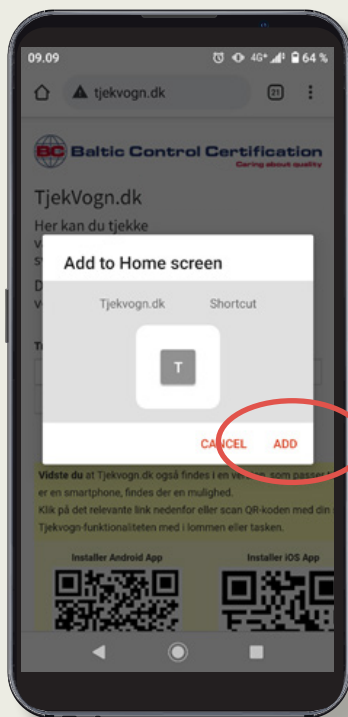 09.09 4G+ 64 %
tjekvogn.dk 21
BC Baltic Control Certification
Caring about quality
TjekVogn.dk
Her kan du tjekke
Add to Home screen
Tjekvogn.dk Shortcut
T
CANCEL ADD
Vidste du at Tjekvogn.dk også findes i en version, som passer
er en smartphone, findes der en mulighed.
Klik på det relevante link nedenfor eller scan QR-koden med din
Tjekvogn-funktionaliteten med i lommen eller tasken.
Installer Android App Installer iOS App